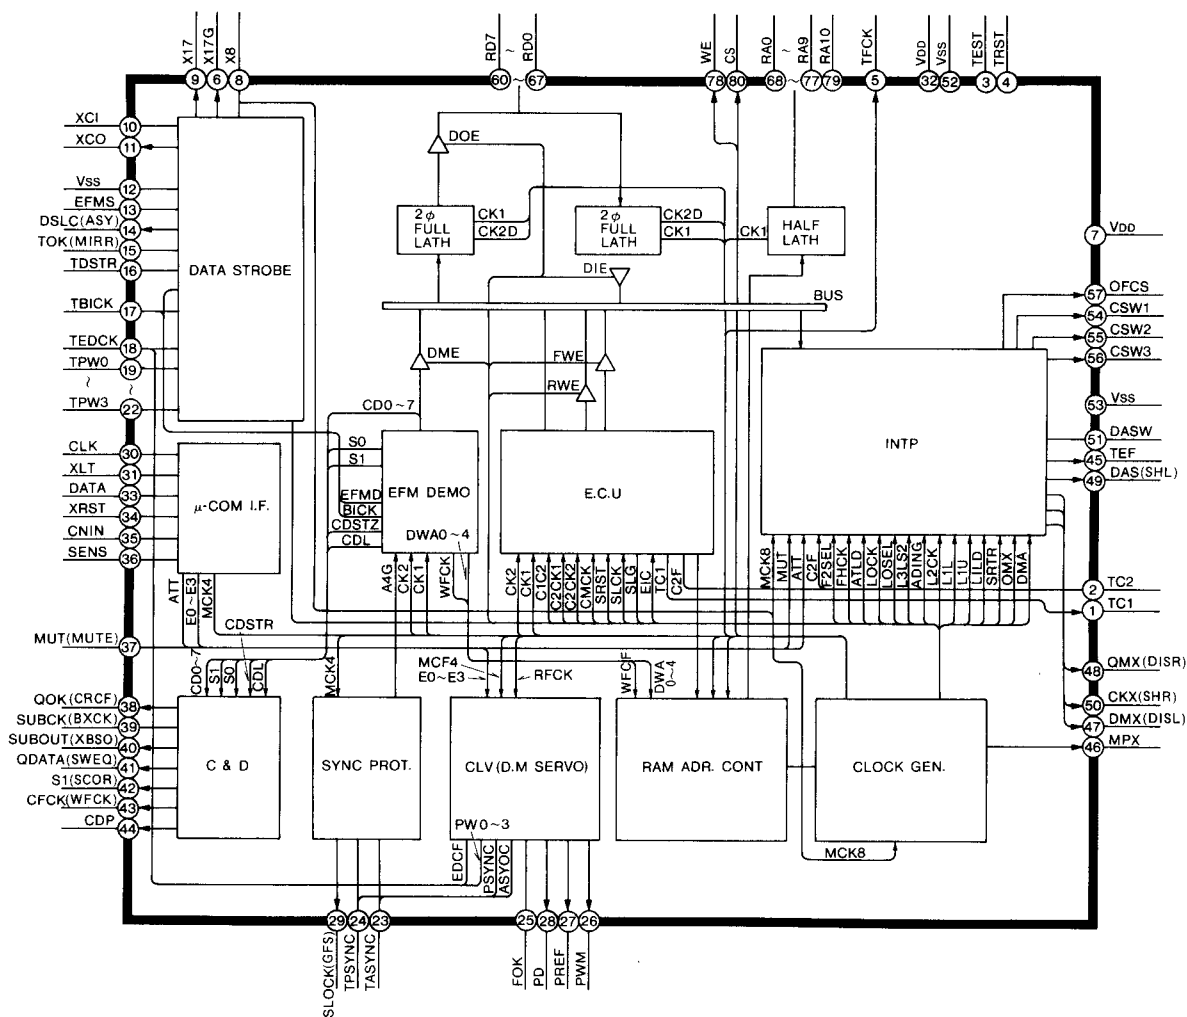 X17
X17G
X8
RD7
~
RD0
WE
CS
RA0
~
RA9
RA10
TFCK
VDD
Vss
TEST
TRST
9
6
8
60
~
67
78
80
68
~
77
79
5
32
52
3
4
XCI
10
XCO
11
Vss
12
EFMS
13
DSLC(ASY)
14
TOK(MIRR)
15
TDSTR
16
TBICK
17
TEDCK
18
TPW0
19
~
~
TPW3
22
CLK
30
XLT
31
DATA
33
XRST
34
CNIN
35
SENS
36
MUT(MUTE)
37
QOK(CRCF)
38
SUBCK(BXCK)
39
SUBOUT(XBSO)
40
QDATA(SWEQ)
41
S1(SCOR)
42
CFCK(WFCK)
43
CDP
44
DATA STROBE
DOE
2φ
FULL
LATH
CK1
CK2D
2φ
FULL
LATH
CK2D
CK1
CK1
HALF
LATH
DIE
BUS
DME
FWE
RWE
CD0~7
S0
S1
EFMD
BICK
CDSTZ
CDL
EFM DEMO
DWA0~4
E.C.U
INTP
μ-COM I.F.
7
VDD
57
OFCS
54
CSW1
55
CSW2
56
CSW3
53
Vss
51
DASW
45
TEF
49
DAS(SHL)
2
TC2
1
TC1
48
QMX(DISR)
50
CKX(SHR)
47
DMX(DISL)
46
MPX
ATT
E0~E3
MCK4
A4G
CK2
CK1
WFCK
CK2
CK1
C1C2
C2CK1
C2CK2
CMCK
SRST
SLCK
SLG
EIC
C1
C2F
MCK8
MUT
ATT
C2F
F2SEL
FHCK
ATLD
LOCK
LOSEL
L3LS2
ADING
L2CK
L1L
L1U
L1LD
SRTR
OMX
DMA
CDSTR
CD0~7
S1
S0
CDL
MCK4
MCF4
E0~E3
RFCK
WFCF
DWA
0~4
C & D
SYNC PROT.
CLV(D.M SERVO)
RAM ADR. CONT
CLOCK GEN.
PW0~3
EDCF
PSYNC
ASYOC
MCK8
29
24
23
25
28
27
26
SLOCK(GFS)
TPSYNC
TASYNC
FOK
PD
PREF
PWM